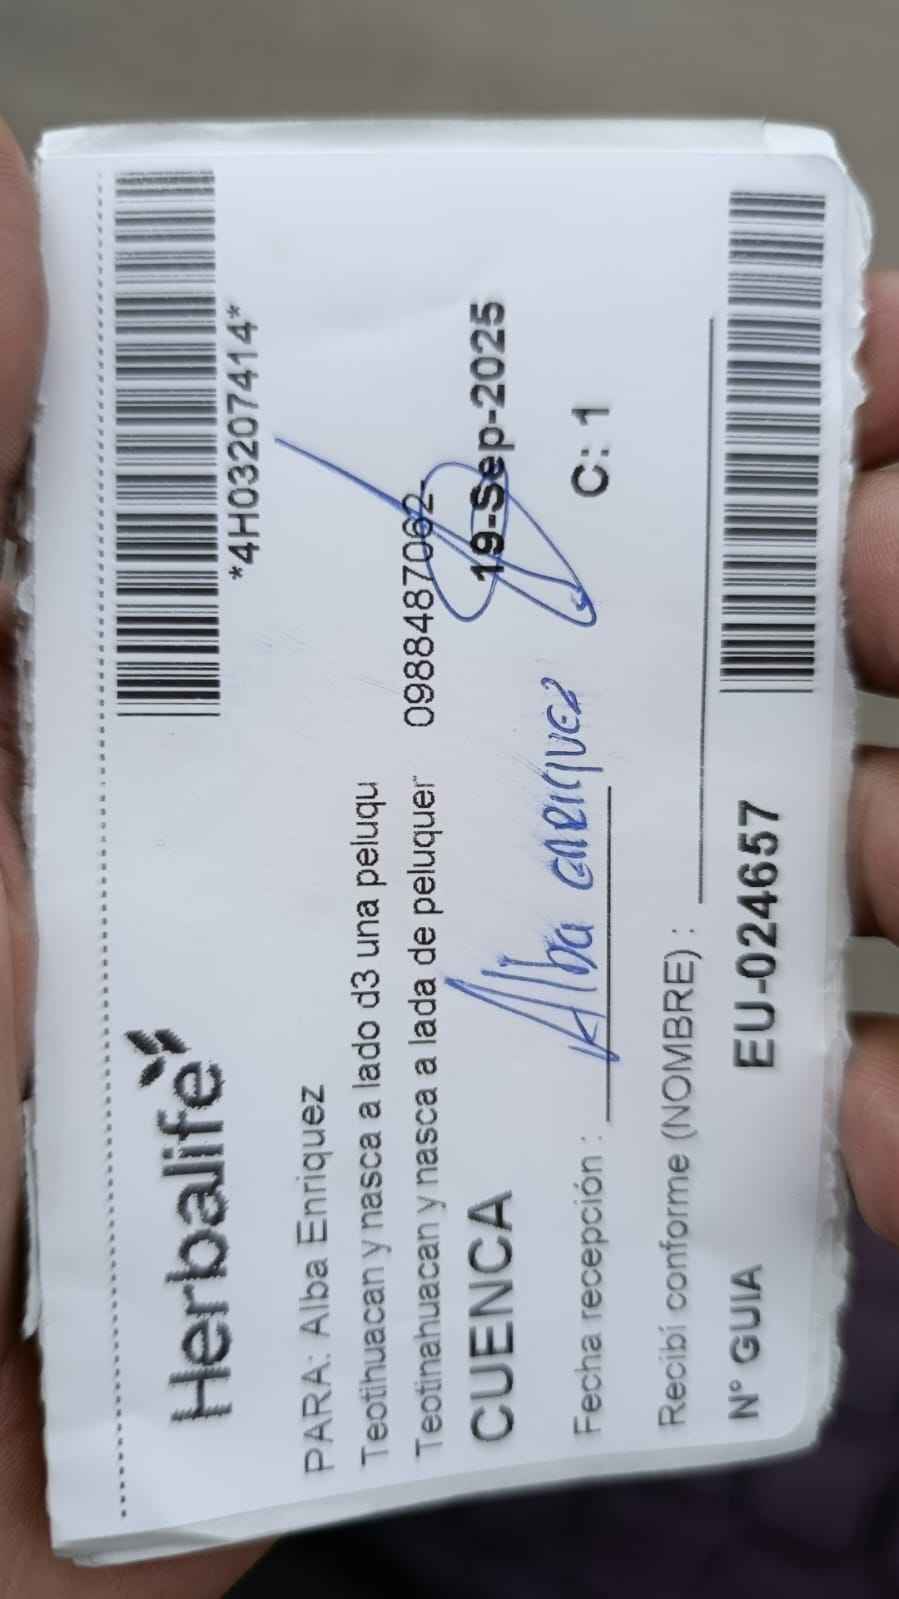 Herbalife
*4H03207414*
PARA: Alba Enriquez
Teotihuacan y nasca a lado d3 una peluqu
Teotinahuacan y nasca a lada de peluquer 0988487062
CUENCA 19-Sep-2025
Alba Enriquez
Fecha recepción : C: 1
Recibí conforme (NOMBRE) :
N° GUIA EU-024657